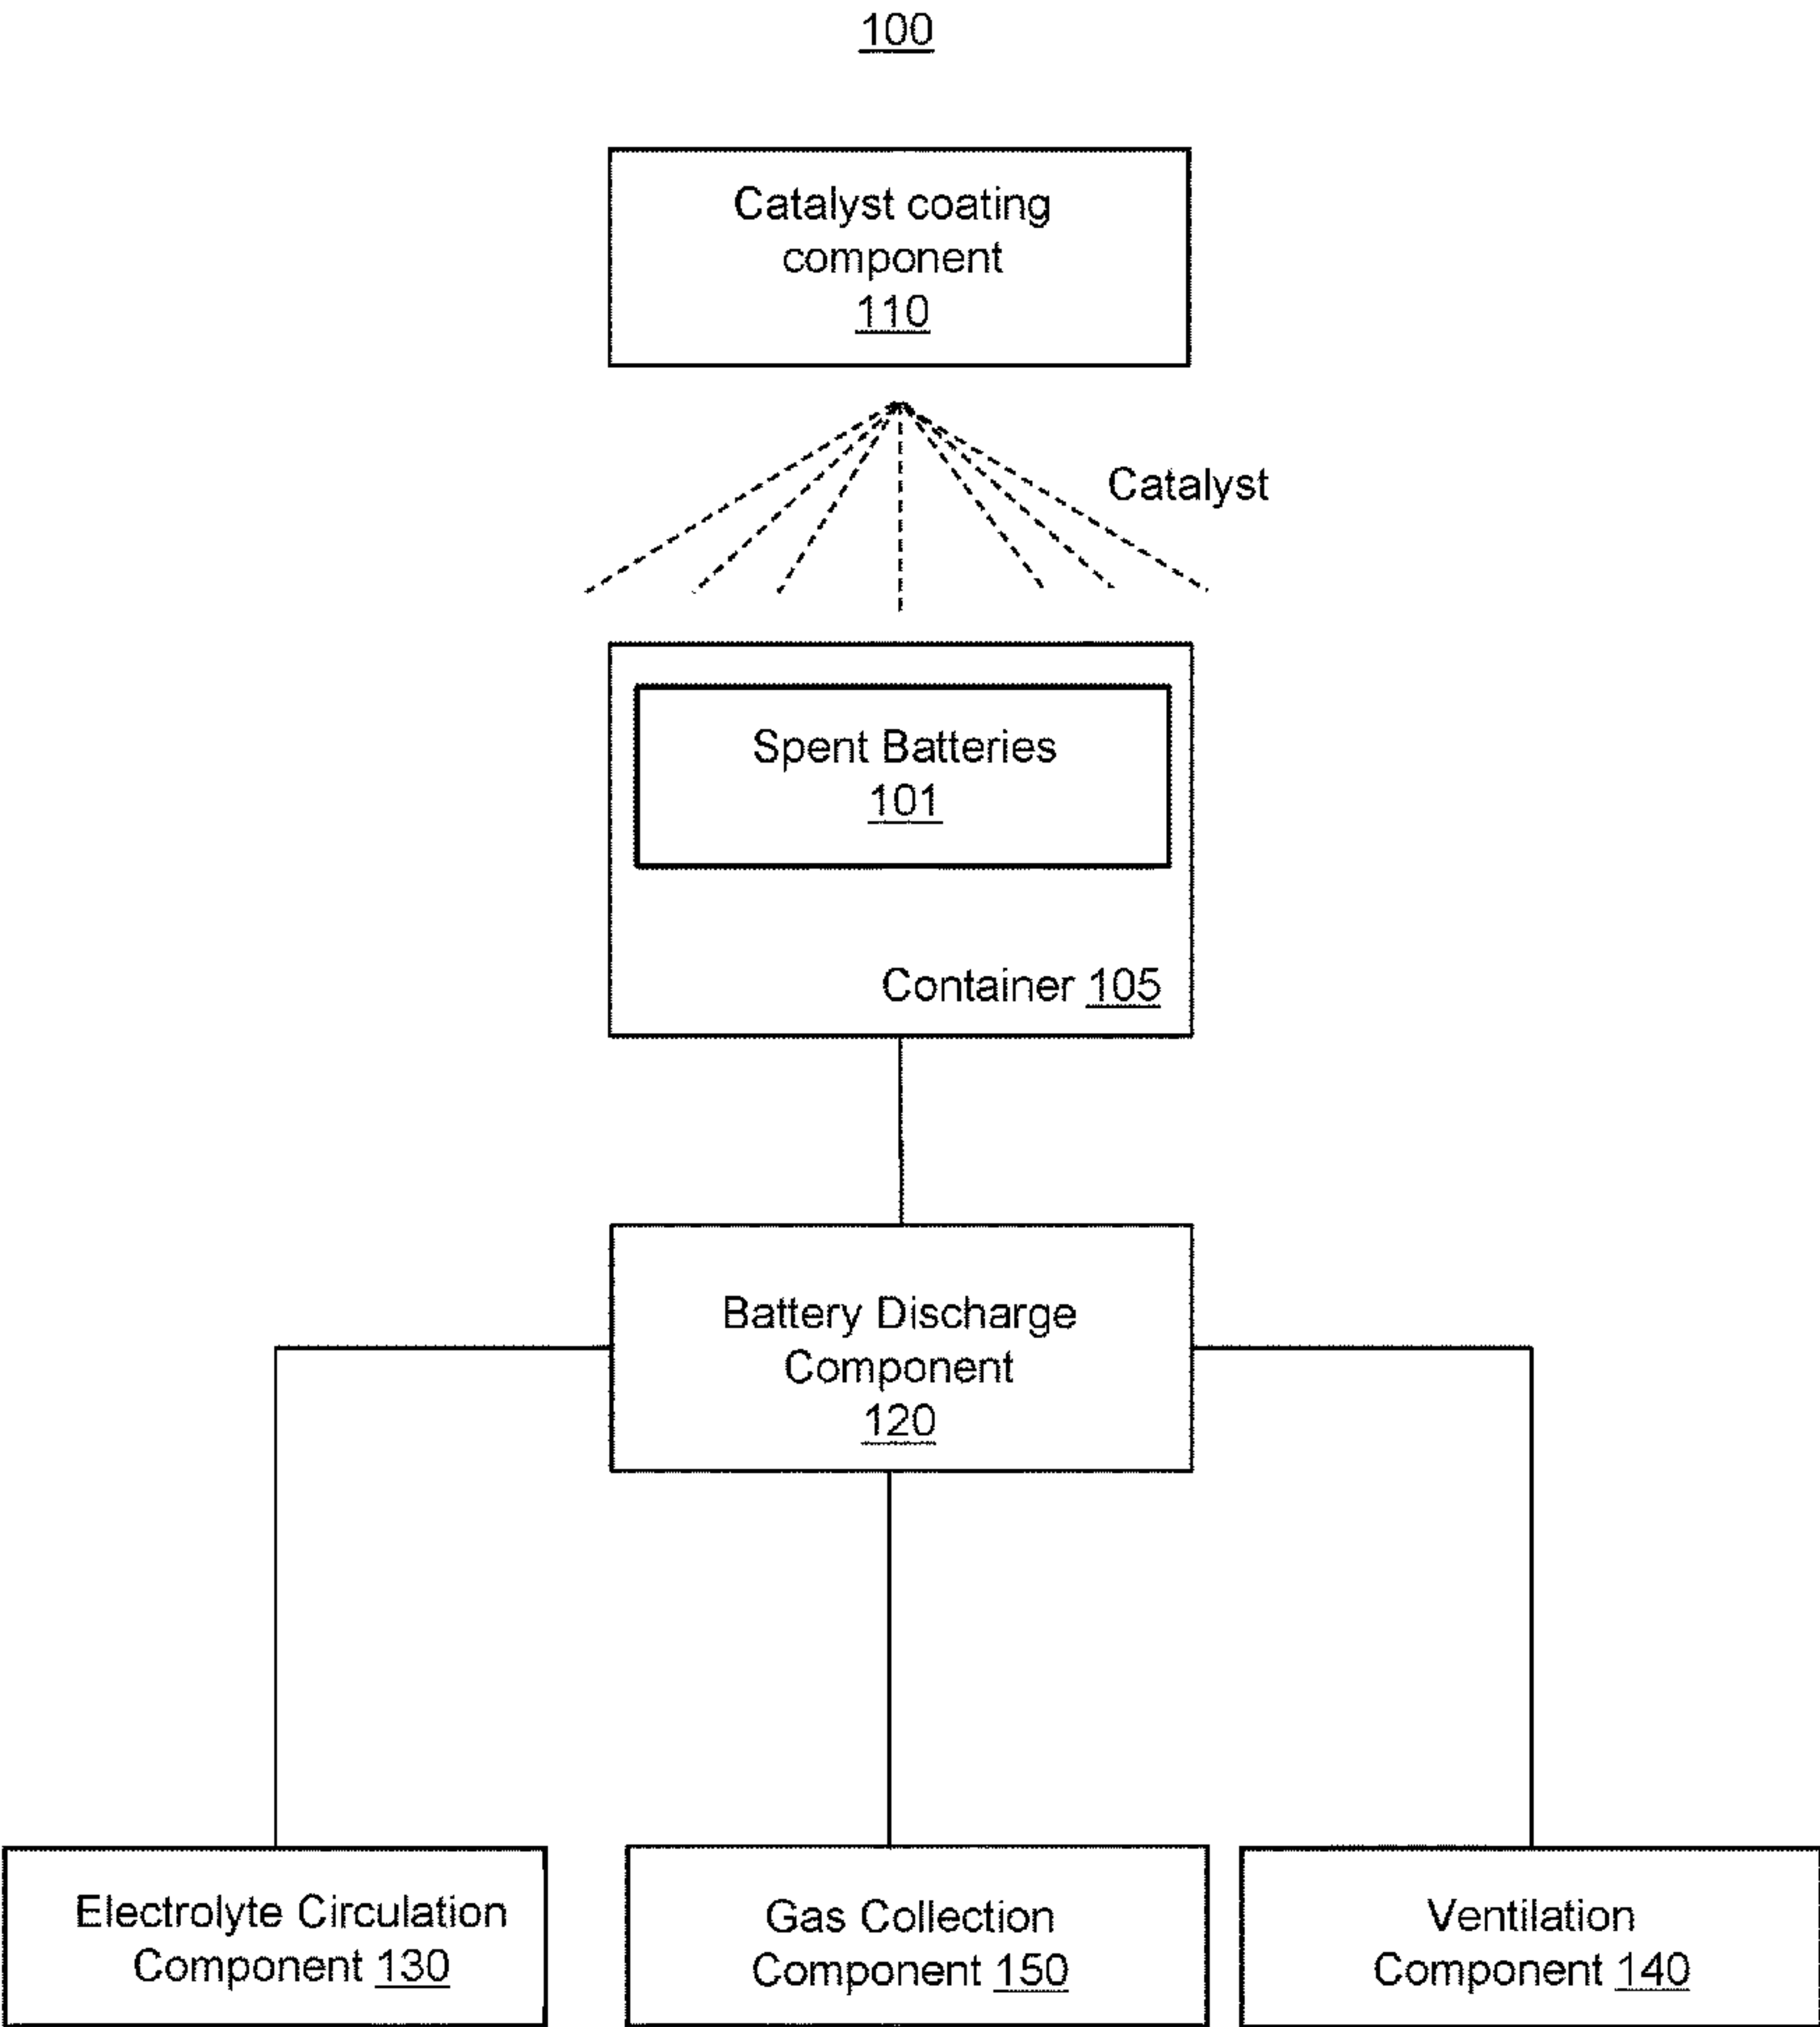 100
Catalyst coating
component
110
Catalyst
Spent Batteries
101
Container 105
Battery Discharge
Component
120
Electrolyte Circulation
Component 130
Gas Collection
Component 150
Ventilation
Component 140